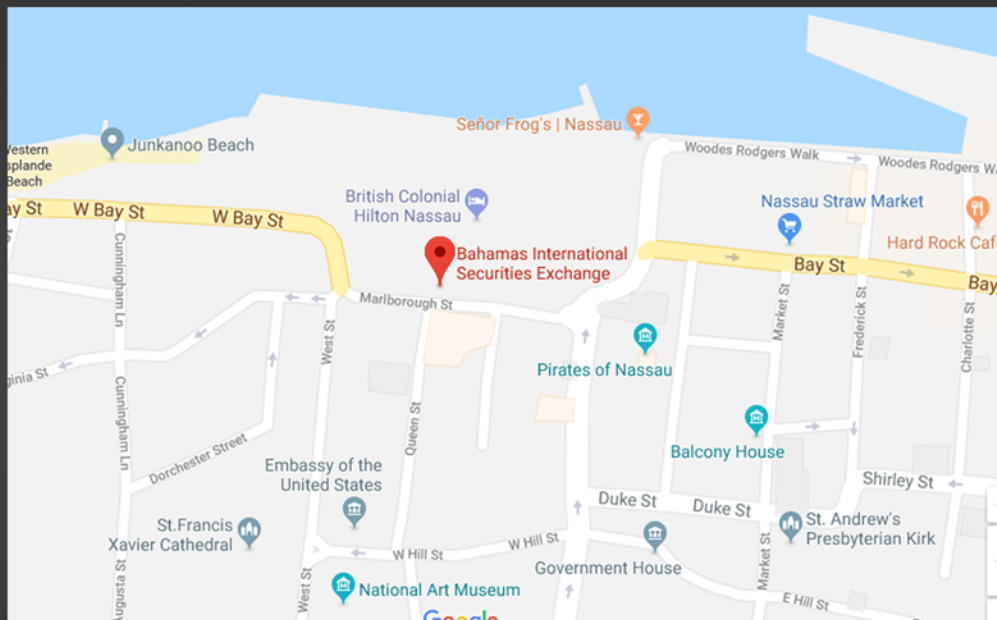 Señor Frog's | Nassau
Junkanoo Beach
Western
Esplande
Beach
Woodes Rodgers Walk
Woodes Rodgers W
British Colonial
Hilton Nassau
Nassau Straw Market
ay St
W Bay St
W Bay St
Hard Rock Caf
Bahamas International
Securities Exchange
Bay St
Bay
Marlborough St
Cunningham Ln
West St
Market St
Frederick St
Charlotte St
Pirates of Nassau
ginia St
Cunningham Ln
Queen St
Dorchester Street
Balcony House
Embassy of the
United States
Shirley St
Duke St
Duke St
St.Francis
Xavier Cathedral
St. Andrew's
Presbyterian Kirk
W Hill St
W Hill St
Government House
Market St
West St
Augusta St
National Art Museum
E Hill St
Google